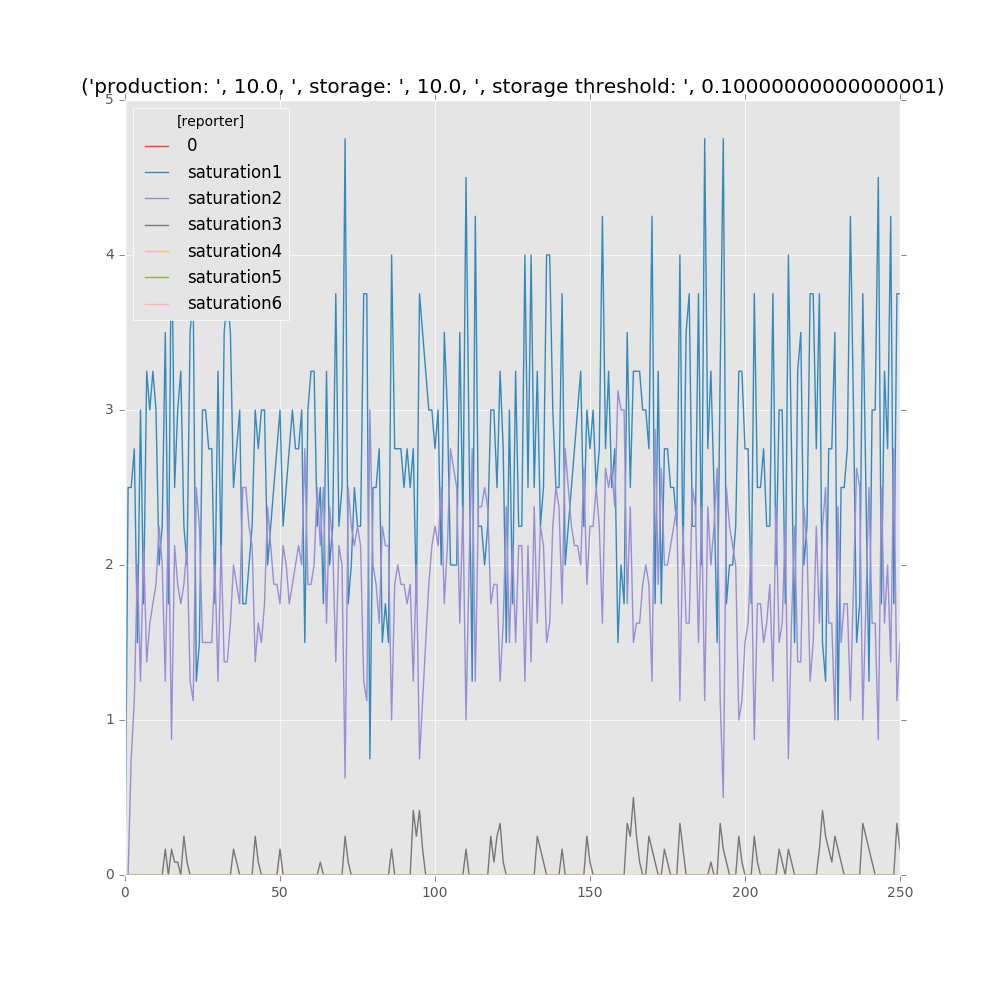 ('production: ', 10.0, ', storage: ', 10.0, ', storage threshold: ', 0.10000000000000001)
5
4
3
2
1
0
[reporter]
0
saturation1
saturation2
saturation3
saturation4
saturation5
saturation6
0 50 100 150 200 250